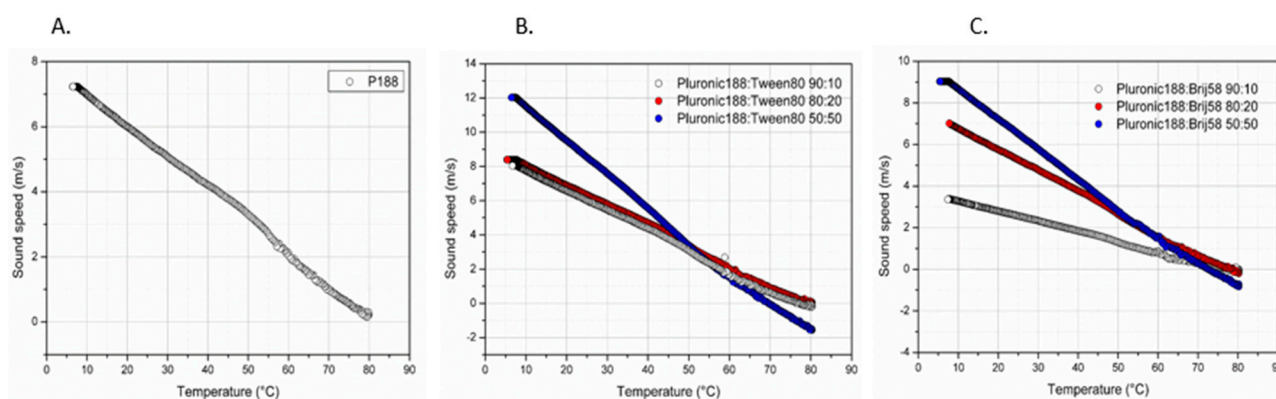 A.
B.
C.
8
6
4
2
0
Sound speed (m/s)
0 10 20 30 40 50 60 70 80 90
Temperature (°C)
P188
14
12
10
8
6
4
2
0
-2
Sound speed (m/s)
0 10 20 30 40 50 60 70 80 90
Temperature (°C)
Pluronic188:Tween80 90:10
Pluronic188:Tween80 80:20
Pluronic188:Tween80 50:50
10
8
6
4
2
0
-2
-4
Sound speed (m/s)
0 10 20 30 40 50 60 70 80 90
Temperature (°C)
Pluronic188:Brij58 90:10
Pluronic188:Brij58 80:20
Pluronic188:Brij58 50:50